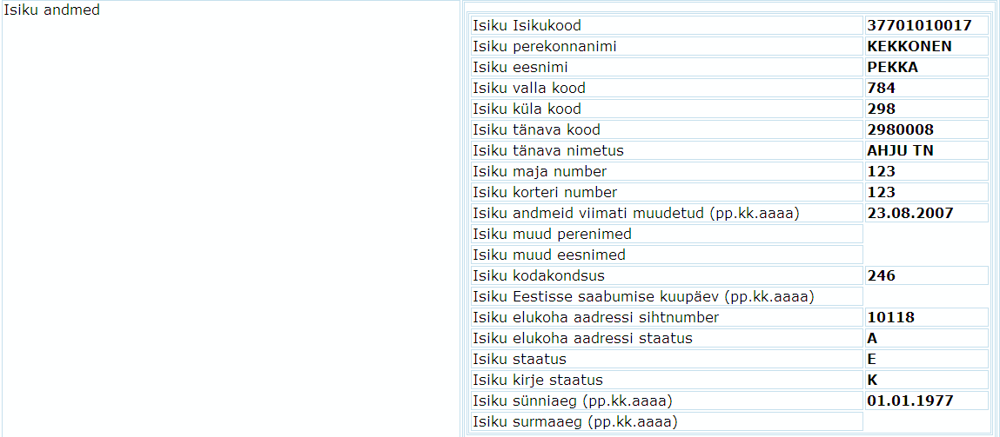 Isiku andmed
Isiku Isikukood 37701010017
Isiku perekonnanimi KEKKONEN
Isiku eesnimi PEKKA
Isiku valla kood 784
Isiku küla kood 298
Isiku tänava kood 2980008
Isiku tänava nimetus AHJU TN
Isiku maja number 123
Isiku korteri number 123
Isiku andmeid viimati muudetud (pp.kk.aaaa) 23.08.2007
Isiku muud perenimed
Isiku muud eesnimed
Isiku kodakondsus 246
Isiku Eestisse saabumise kuupäev (pp.kk.aaaa)
Isiku elukoha aadressi sihtnumber 10118
Isiku elukoha aadressi staatus A
Isiku staatus E
Isiku kirje staatus K
Isiku sünniaeg (pp.kk.aaaa) 01.01.1977
Isiku surmaaeg (pp.kk.aaaa)